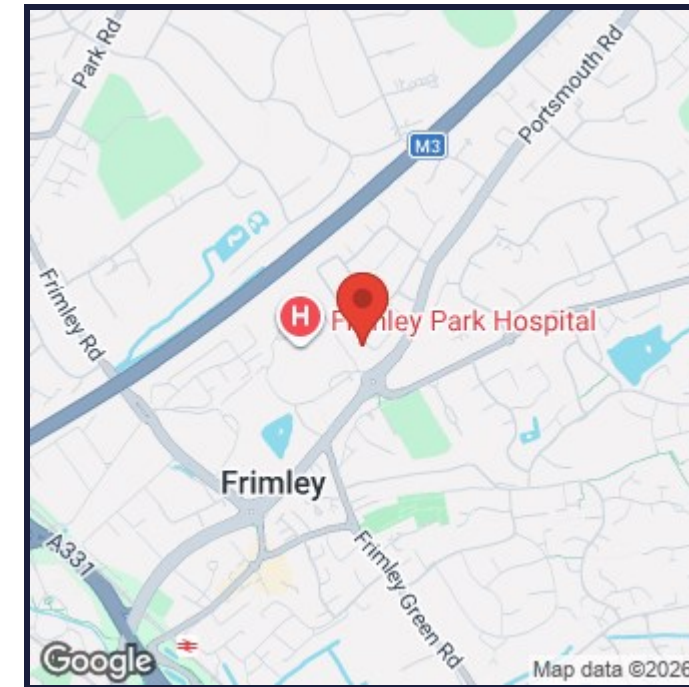 Park Rd
Portsmouth Rd
M3
Frimley Rd
H
Frimley Park Hospital
Frimley
A331
Frimley Green Rd
Google
Map data ©2026